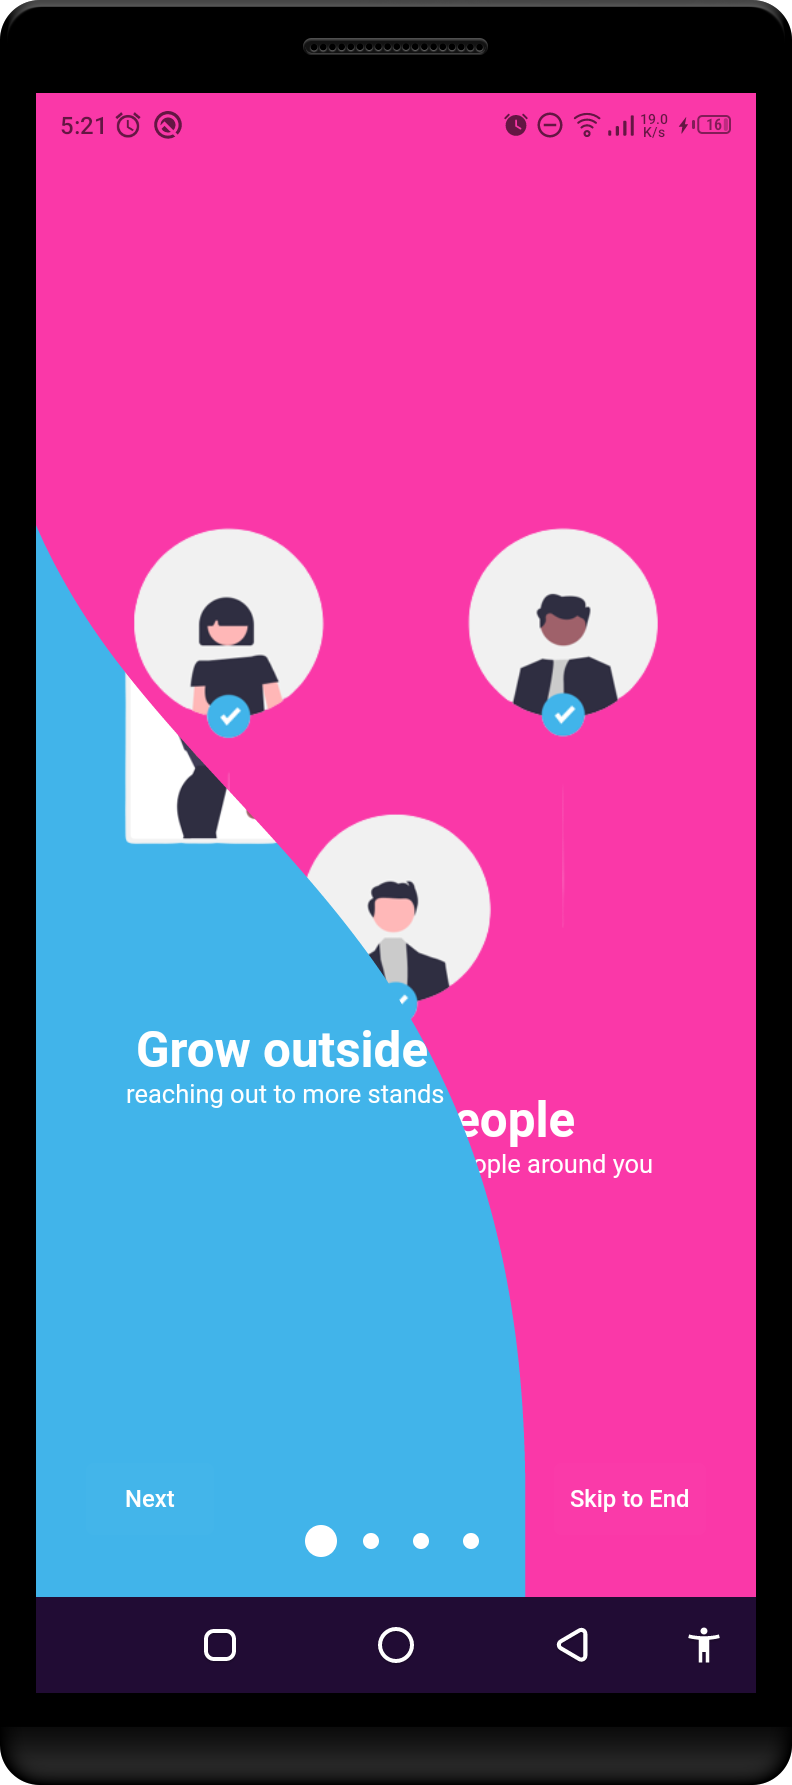 5:21
19.0
K/s
16
Grow outside
reaching out to more stands
eople
ople around you
Next
Skip to End